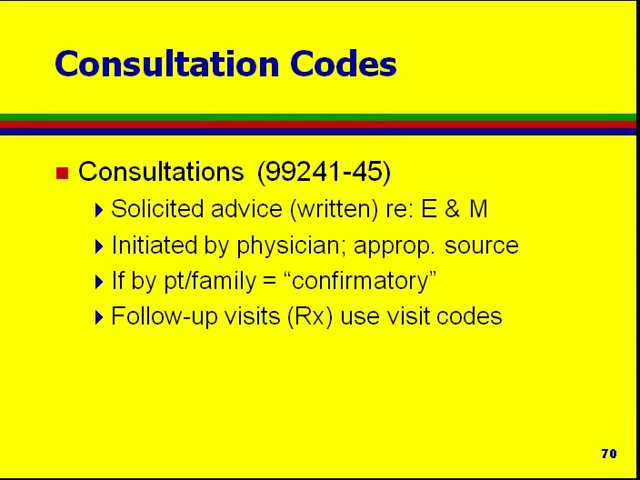 Consultation Codes
Consultations (99241-45)
Solicited advice (written) re: E & M
Initiated by physician; approp. source
If by pt/family = “confirmatory”
Follow-up visits (Rx) use visit codes
70